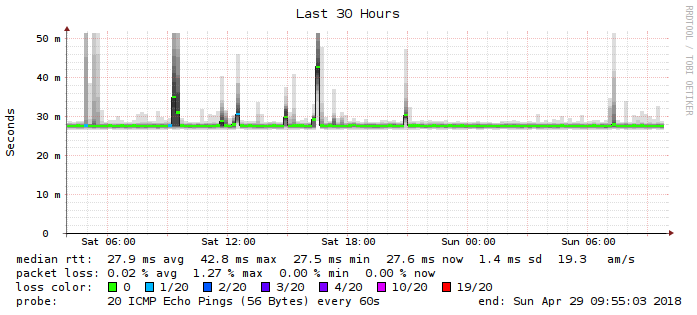 Last 30 Hours
RRDTOOL / TOBI OETIKER
Seconds
50 m
40 m
30 m
20 m
10 m
0
Sat 06:00 Sat 12:00 Sat 18:00 Sun 00:00 Sun 06:00
median rtt: 27.9 ms avg 42.8 ms max 27.5 ms min 27.6 ms now 1.4 ms sd 19.3 am/s
packet loss: 0.02 % avg 1.27 % max 0.00 % min 0.00 % now
loss color: 0 1/20 2/20 3/20 4/20 10/20 19/20
probe: 20 ICMP Echo Pings (56 Bytes) every 60s end: Sun Apr 29 09:55:03 2018